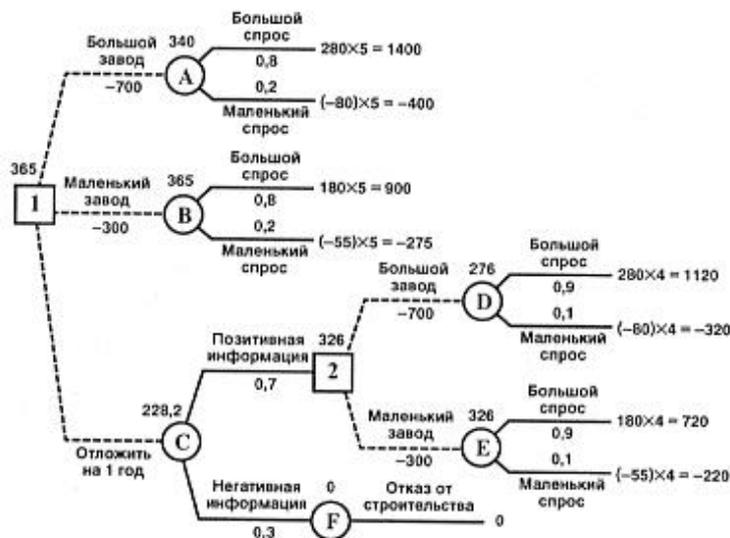 Большой
спрос
340
Большой
завод
−700
A
0,8
280×5 = 1400
0,2
Маленький
спрос
(−80)×5 = −400
365
1
Большой
спрос
365
Маленький
завод
−300
B
0,8
180×5 = 900
0,2
Маленький
спрос
(−55)×5 = −275
Большой
спрос
276
Большой
завод
−700
D
0,9
280×4 = 1120
0,1
Маленький
спрос
(−80)×4 = −320
Позитивная
информация
0,7
326
2
Большой
спрос
326
Маленький
завод
−300
E
0,9
180×4 = 720
0,1
Маленький
спрос
(−55)×4 = −220
228,2
C
Отложить
на 1 год
Негативная
информация
0,3
0
F
Отказ от
строительства
0